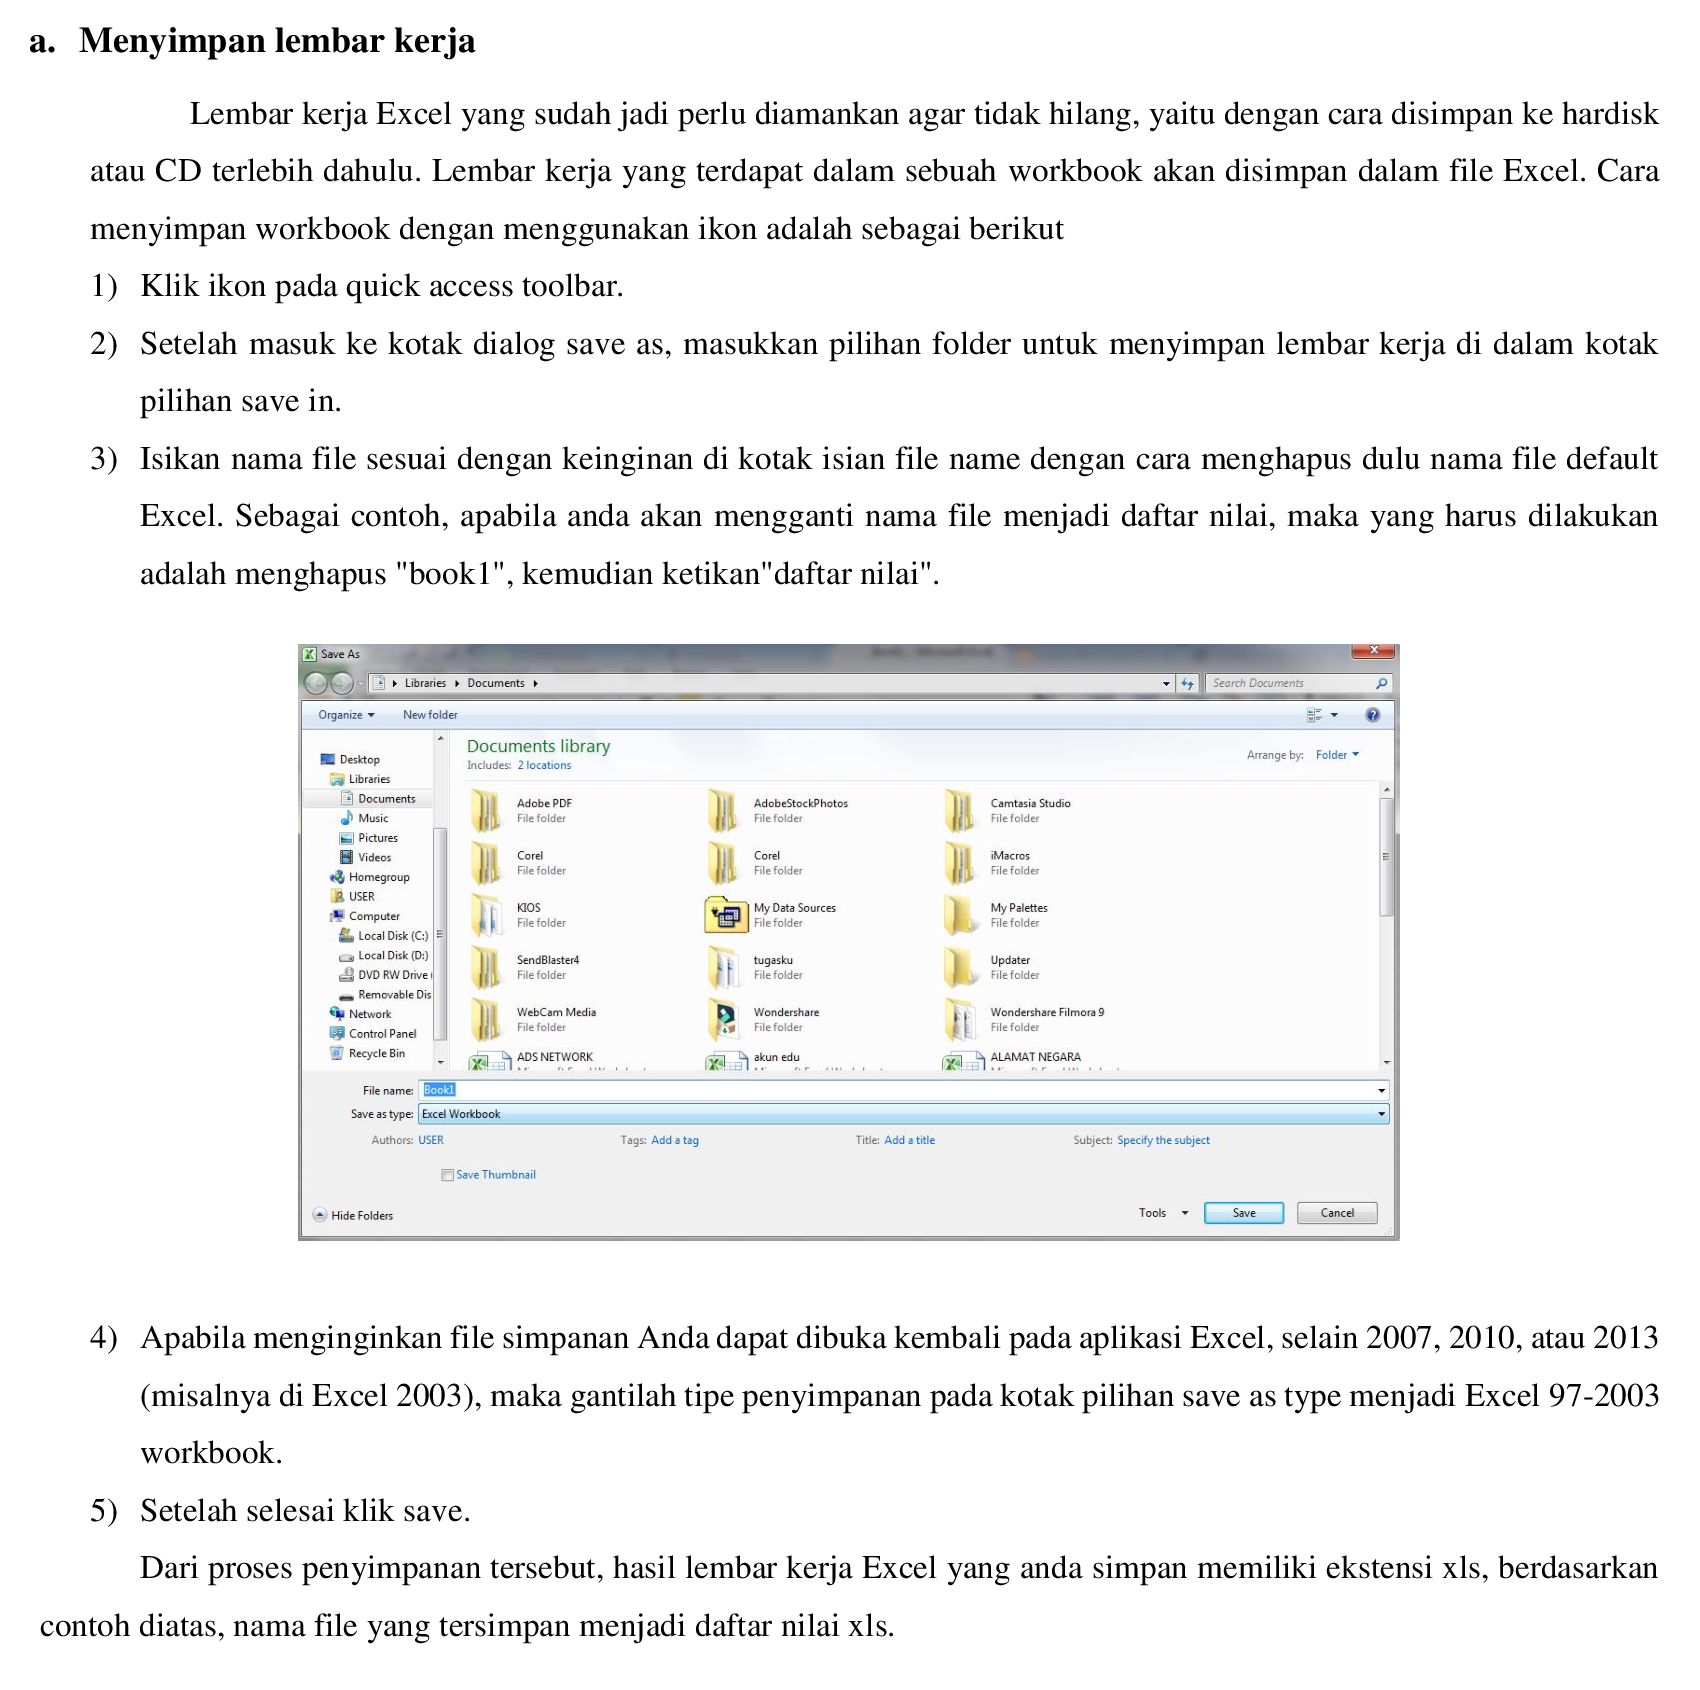 a. Menyimpan lembar kerja
Lembar kerja Excel yang sudah jadi perlu diamankan agar tidak hilang, yaitu dengan cara disimpan ke hardisk
atau CD terlebih dahulu. Lembar kerja yang terdapat dalam sebuah workbook akan disimpan dalam file Excel. Cara
menyimpan workbook dengan menggunakan ikon adalah sebagai berikut
1) Klik ikon pada quick access toolbar.
2) Setelah masuk ke kotak dialog save as, masukkan pilihan folder untuk menyimpan lembar kerja di dalam kotak
pilihan save in.
3) Isikan nama file sesuai dengan keinginan di kotak isian file name dengan cara menghapus dulu nama file default
Excel. Sebagai contoh, apabila anda akan mengganti nama file menjadi daftar nilai, maka yang harus dilakukan
adalah menghapus "book1", kemudian ketikan"daftar nilai".
Save As
Libraries Documents Search Documents
Organize New folder
Desktop
Libraries
Documents
Music
Pictures
Videos
Homegroup
USER
Computer
Local Disk (C:)
Local Disk (D:)
DVD RW Drive
Removable Dis
Network
Control Panel
Recycle Bin
Documents library
Includes: 2 locations
Arrange by: Folder
Adobe PDF AdobeStockPhotos Camtasia Studio
File folder File folder File folder
Corel Corel iMacros
File folder File folder File folder
KIOS My Data Sources My Palettes
File folder File folder File folder
SendBlaster4 tugasku Updater
File folder File folder File folder
WebCam Media Wondershare Wondershare Filmora 9
File folder File folder File folder
ADS NETWORK akun edu ALAMAT NEGARA
File name: Book1
Save as type: Excel Workbook
Authors: USER Tags: Add a tag Title: Add a title Subject: Specify the subject
Save Thumbnail
Hide Folders Tools Save Cancel
4) Apabila menginginkan file simpanan Anda dapat dibuka kembali pada aplikasi Excel, selain 2007, 2010, atau 2013
(misalnya di Excel 2003), maka gantilah tipe penyimpanan pada kotak pilihan save as type menjadi Excel 97-2003
workbook.
5) Setelah selesai klik save.
Dari proses penyimpanan tersebut, hasil lembar kerja Excel yang anda simpan memiliki ekstensi xls, berdasarkan
contoh diatas, nama file yang tersimpan menjadi daftar nilai xls.